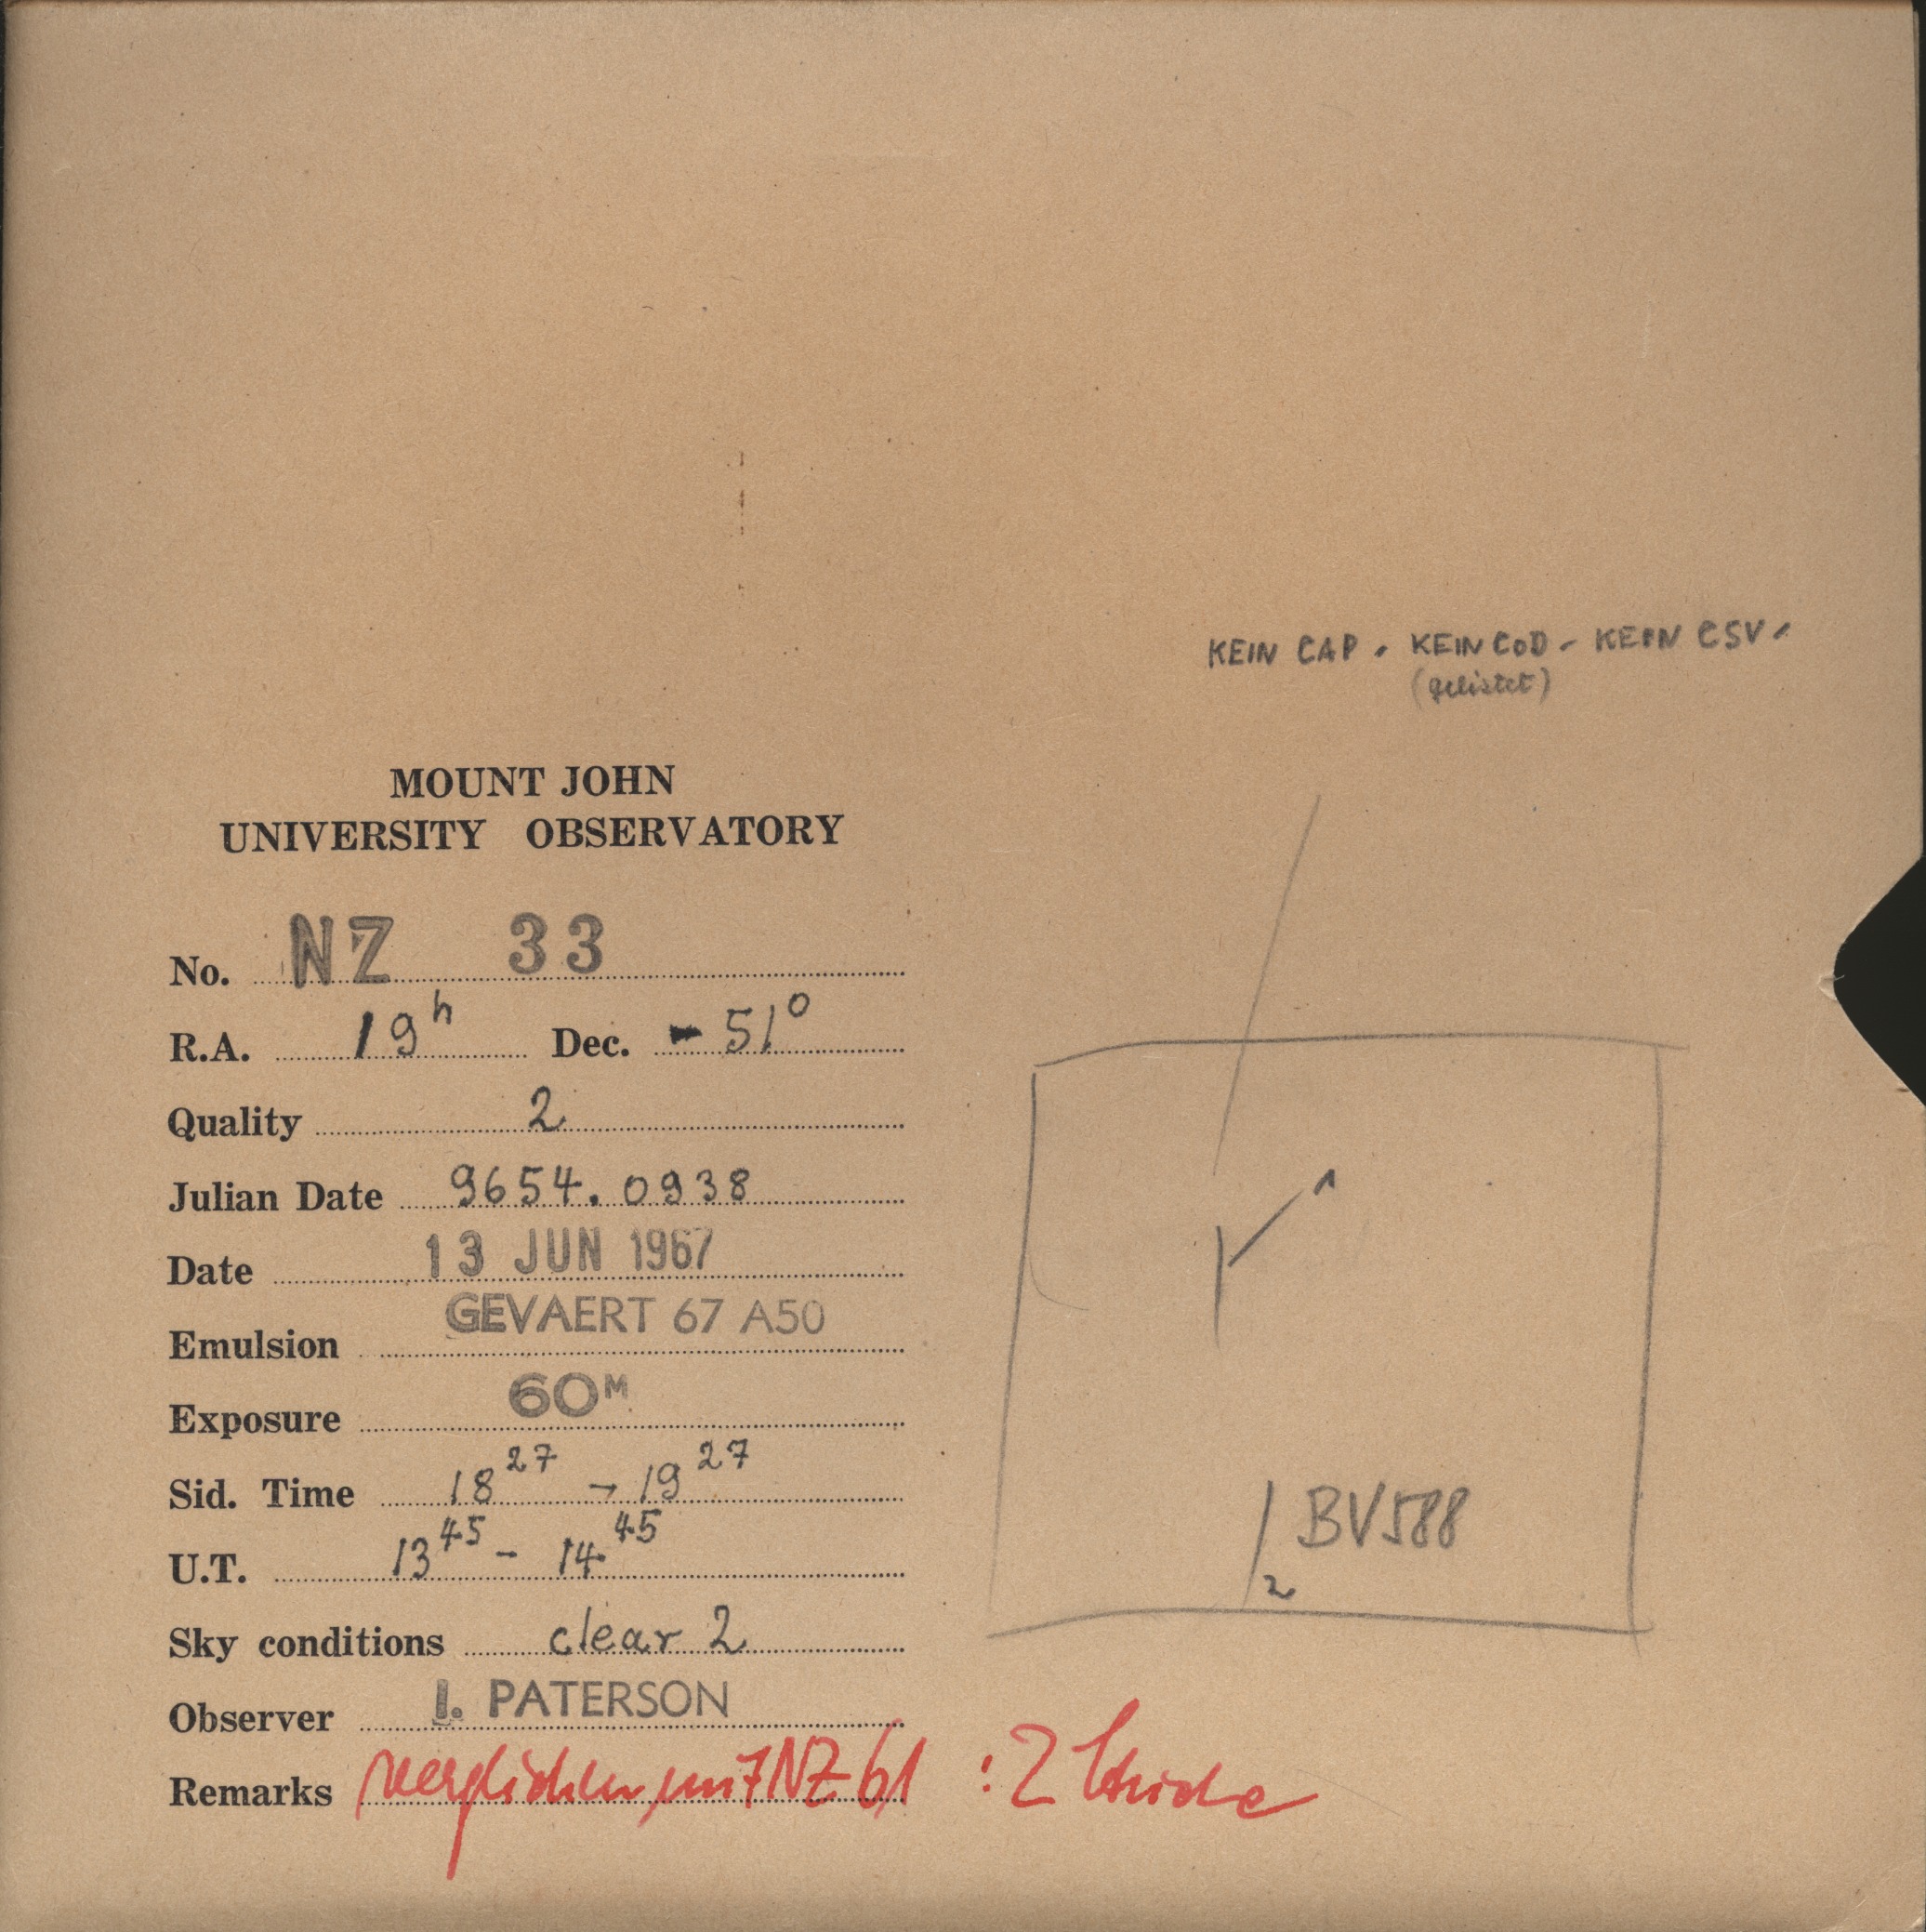 KEIN CAP. KEIN COD - KEIN CSV -
(gelistet)
MOUNT JOHN
UNIVERSITY OBSERVATORY
No. NZ 33
R.A. 19h Dec. - 51°
Quality 2
Julian Date 9654.0938
Date 13 JUN 1967
Emulsion GEVAERT 67 A50
Exposure 60M
Sid. Time 18 27 - 19 27
U.T. 13 45 - 14 45
Sky conditions clear 2
Observer I. PATERSON
Remarks verglichen mit NZ 61 : 2 Striche
1
2
BV588